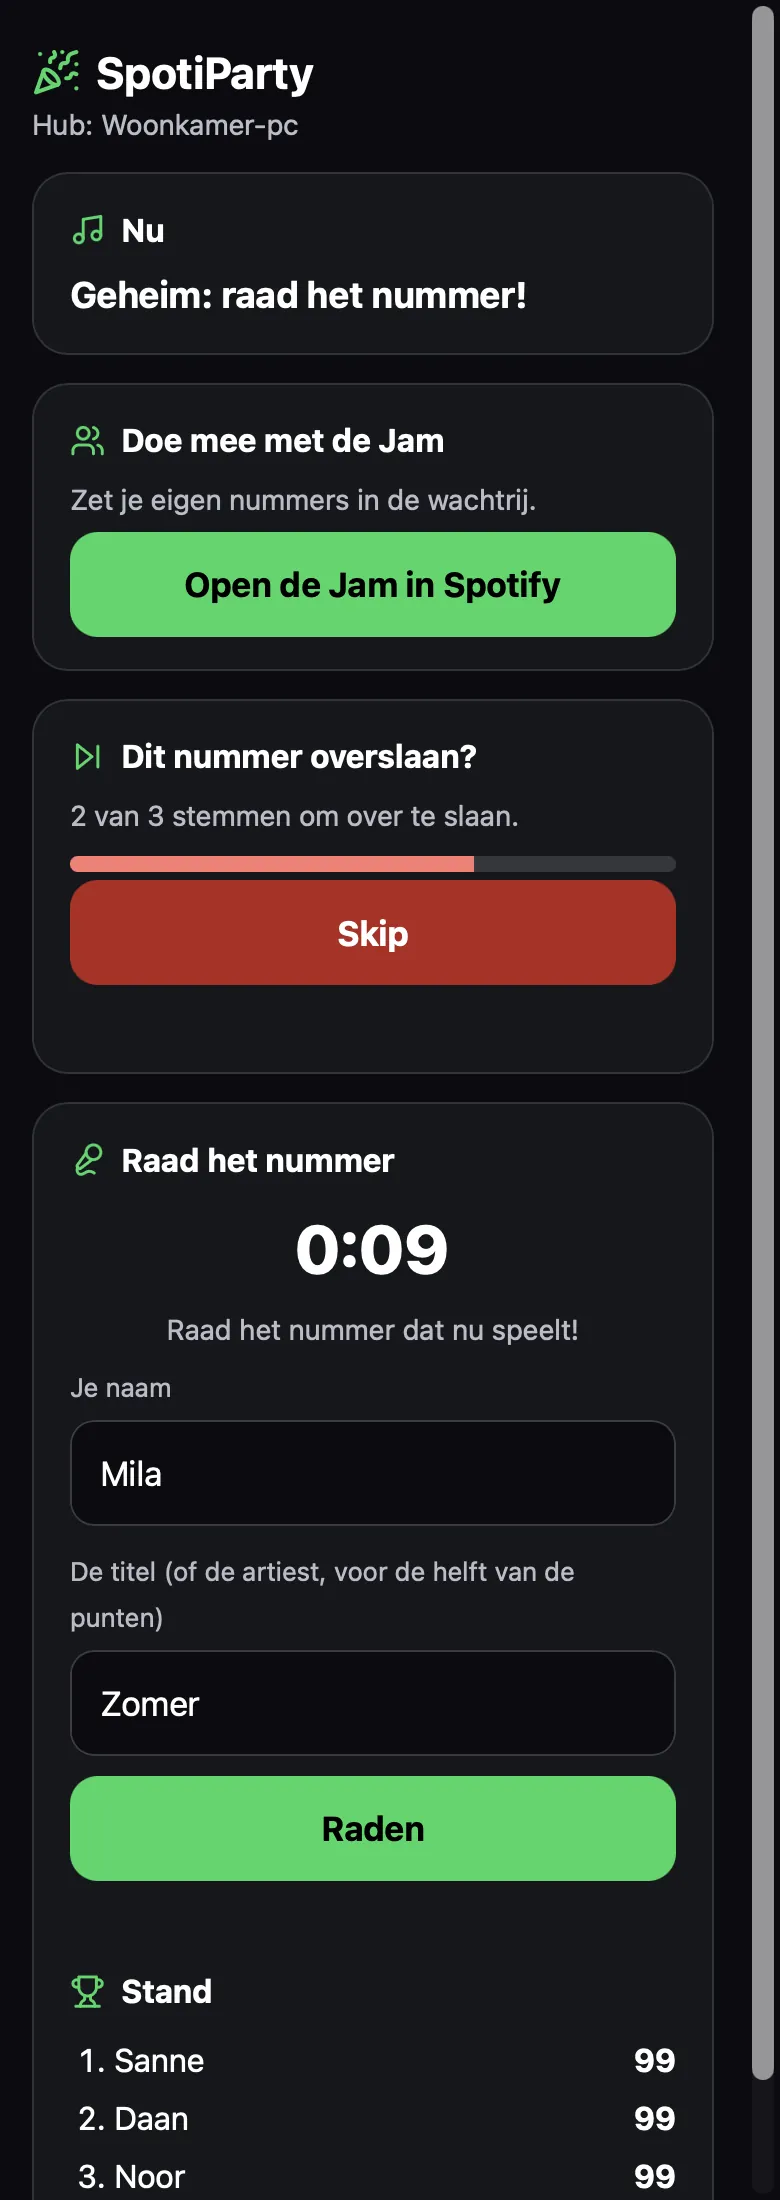 SpotiParty
Hub: Woonkamer-pc
Nu
Geheim: raad het nummer!
Doe mee met de Jam
Zet je eigen nummers in de wachtrij.
Open de Jam in Spotify
Dit nummer overslaan?
2 van 3 stemmen om over te slaan.
Skip
Raad het nummer
0:09
Raad het nummer dat nu speelt!
Je naam
Mila
De titel (of de artiest, voor de helft van de
punten)
Zomer
Raden
Stand
1. Sanne 99
2. Daan 99
3. Noor 99